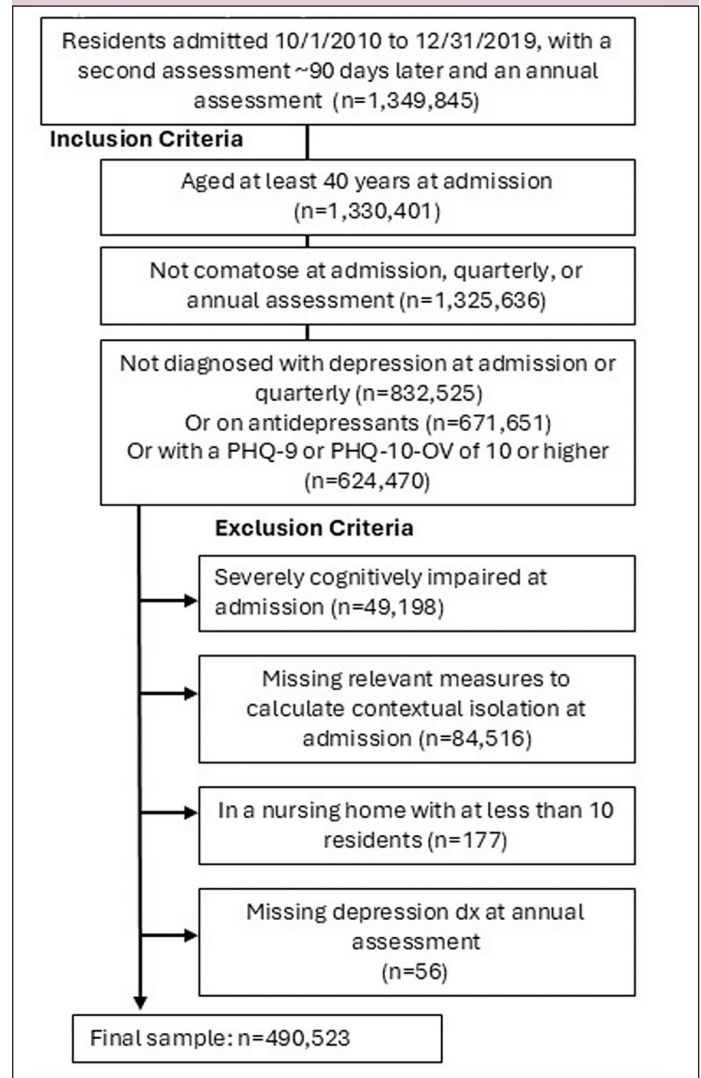 Residents admitted 10/1/2010 to 12/31/2019, with a
second assessment ~90 days later and an annual
assessment (n=1,349,845)
Inclusion Criteria
Aged at least 40 years at admission
(n=1,330,401)
Not comatose at admission, quarterly, or
annual assessment (n=1,325,636)
Not diagnosed with depression at admission or
quarterly (n=832,525)
Or on antidepressants (n=671,651)
Or with a PHQ-9 or PHQ-10-OV of 10 or higher
(n=624,470)
Exclusion Criteria
Severely cognitively impaired at
admission (n=49,198)
Missing relevant measures to
calculate contextual isolation at
admission (n=84,516)
In a nursing home with at less than 10
residents (n=177)
Missing depression dx at annual
assessment
(n=56)
Final sample: n=490,523